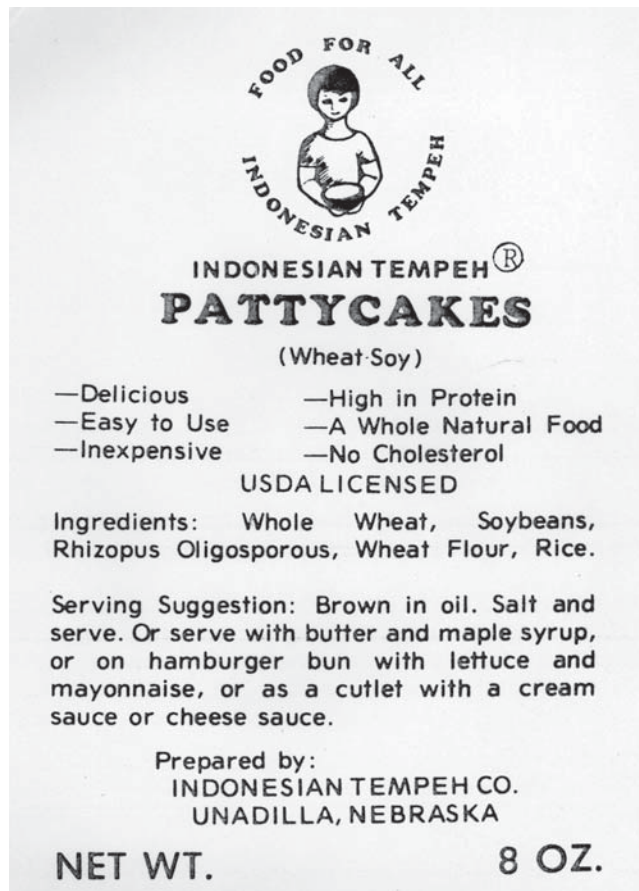 FOOD FOR ALL
INDONESIAN TEMPEH
INDONESIAN TEMPEH®
PATTYCAKES
(Wheat-Soy)
—Delicious —High in Protein
—Easy to Use —A Whole Natural Food
—Inexpensive —No Cholesterol
USDA LICENSED
Ingredients: Whole Wheat, Soybeans,
Rhizopus Oligosporous, Wheat Flour, Rice.
Serving Suggestion: Brown in oil. Salt and
serve. Or serve with butter and maple syrup,
or on hamburger bun with lettuce and
mayonnaise, or as a cutlet with a cream
sauce or cheese sauce.
Prepared by:
INDONESIAN TEMPEH CO.
UNADILLA, NEBRASKA
NET WT. 8 OZ.